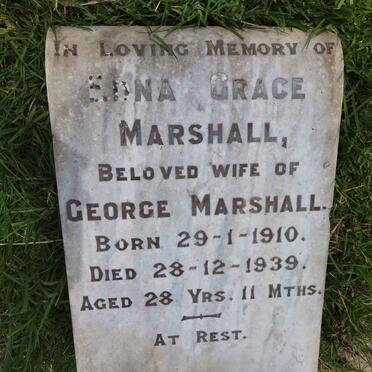 In Loving Memory of
Edna Grace
Marshall,
Beloved wife of
George Marshall.
Born 29-1-1910.
Died 28-12-1939.
Aged 28 Yrs. 11 Mths.
At Rest.